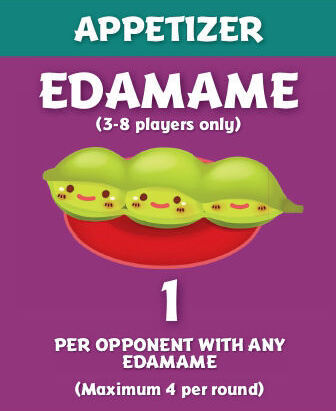 APPETIZER
EDAMAME
(3-8 players only)
1
PER OPPONENT WITH ANY
EDAMAME
(Maximum 4 per round)